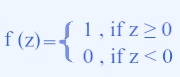 f (z)= { 1 , if z ≥ 0
0 , if z < 0